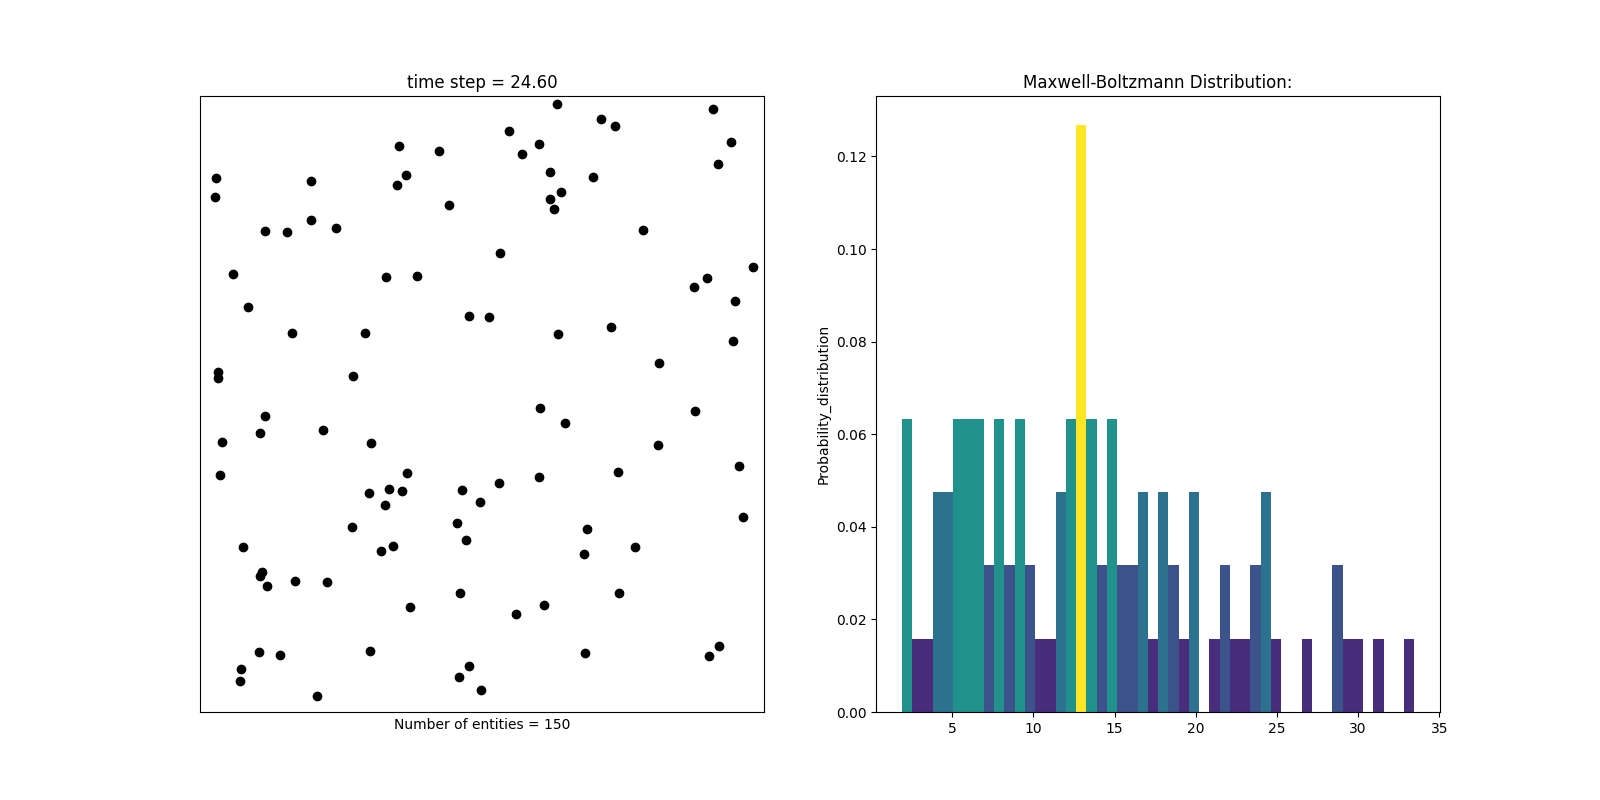 time step = 24.60
Number of entities = 150
Maxwell-Boltzmann Distribution:
Probability_distribution
0.12
0.10
0.08
0.06
0.04
0.02
0.00
5 10 15 20 25 30 35